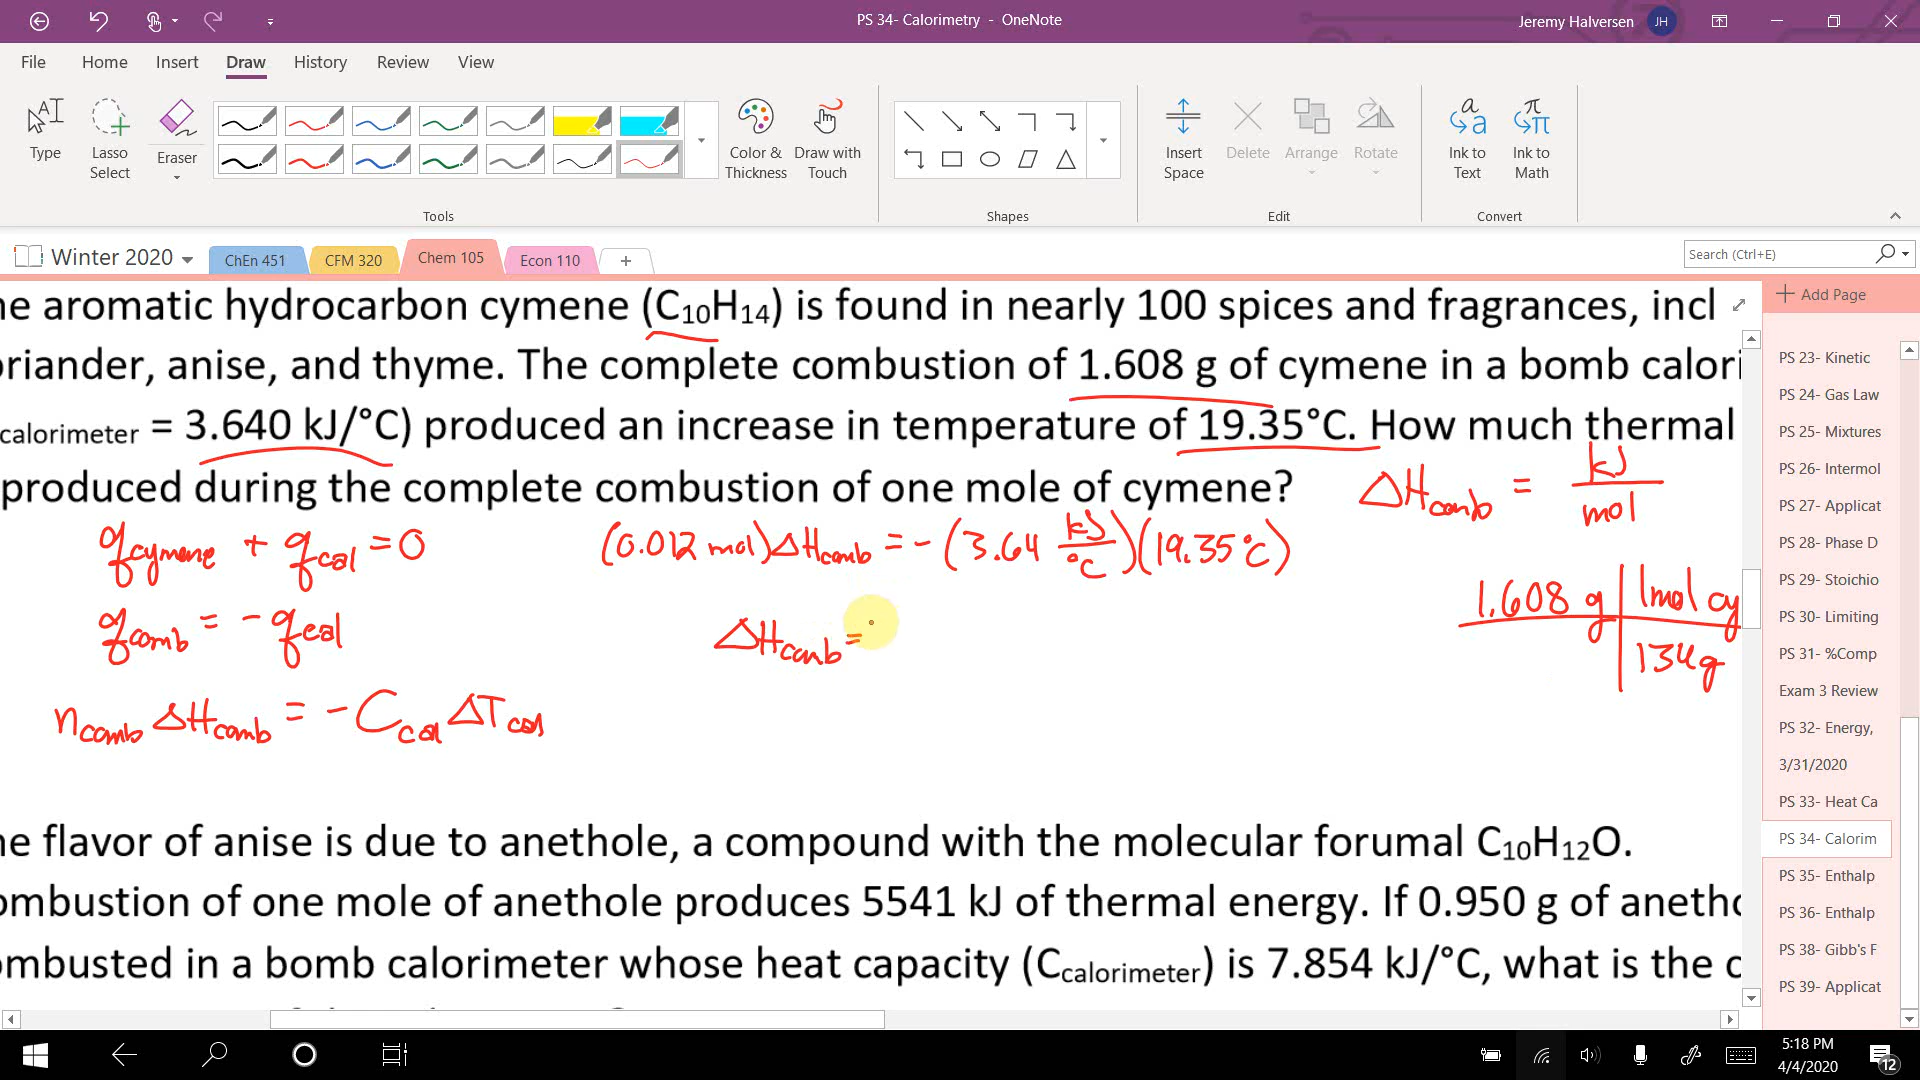 PS 34- Calorimetry - OneNote
Jeremy Halversen JH
File Home Insert Draw History Review View
Type
Lasso Select
Eraser
Color & Thickness
Draw with Touch
Insert Space
Delete
Arrange
Rotate
Ink to Text
Ink to Math
Tools Shapes Edit Convert
Winter 2020 ChEn 451 CFM 320 Chem 105 Econ 110 +
Search (Ctrl+E)
ne aromatic hydrocarbon cymene (C10H14) is found in nearly 100 spices and fragrances, incl
oriander, anise, and thyme. The complete combustion of 1.608 g of cymene in a bomb calori
calorimeter = 3.640 kJ/°C) produced an increase in temperature of 19.35°C. How much thermal
produced during the complete combustion of one mole of cymene?
ΔHcomb = kJ/mol
qcymene + qcal = 0
(0.012 mol)ΔHcomb = -(3.64 kJ/°C)(19.35°C)
1.608 g | 1mol cy
134g
qcomb = -qcal
ΔHcomb =
ncomb ΔHcomb = -Ccal ΔTcal
ne flavor of anise is due to anethole, a compound with the molecular forumal C10H12O.
ombustion of one mole of anethole produces 5541 kJ of thermal energy. If 0.950 g of aneth
ombusted in a bomb calorimeter whose heat capacity (Ccalorimeter) is 7.854 kJ/°C, what is the c
Add Page
PS 23- Kinetic
PS 24- Gas Law
PS 25- Mixtures
PS 26- Intermol
PS 27- Applicat
PS 28- Phase D
PS 29- Stoichio
PS 30- Limiting
PS 31- %Comp
Exam 3 Review
PS 32- Energy,
3/31/2020
PS 33- Heat Ca
PS 34- Calorim
PS 35- Enthalp
PS 36- Enthalp
PS 38- Gibb's F
PS 39- Applicat
5:18 PM
4/4/2020
12